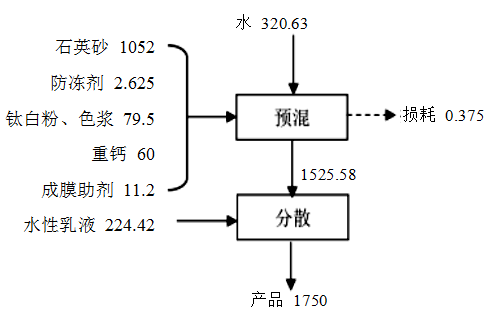 水 320.63
石英砂 1052
防冻剂 2.625
钛白粉、色浆 79.5
预混
损耗 0.375
重钙 60
1525.58
成膜助剂 11.2
水性乳液 224.42
分散
产品 1750